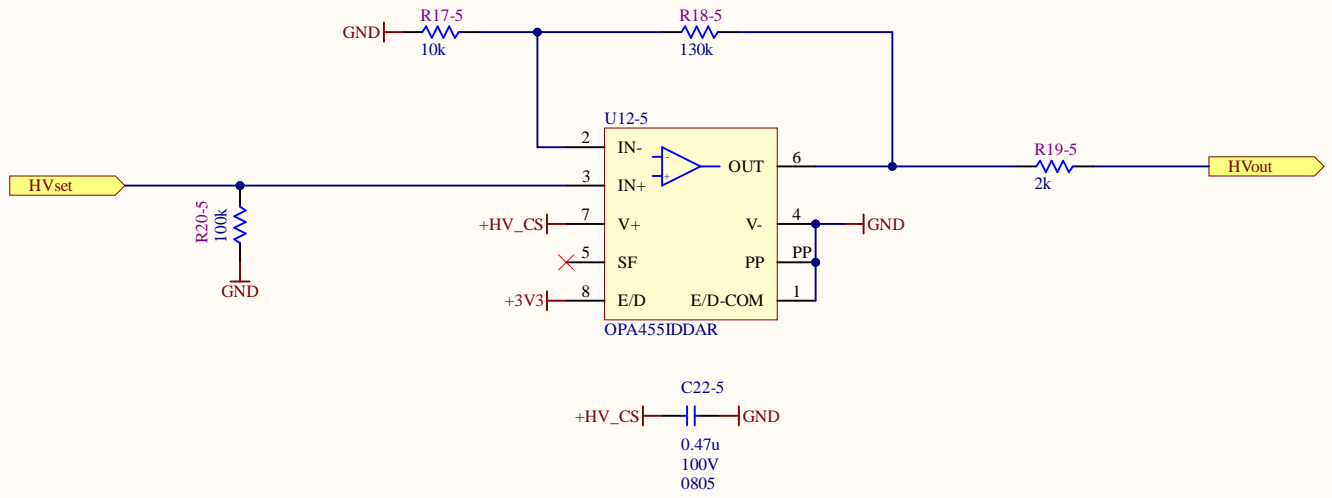 R17-5
R18-5
GND
10k
130k
U12-5
2
IN-
OUT
6
R19-5
HVset
3
IN+
2k
HVout
R20-5
100k
+HV_CS
7
V+
V-
4
GND
5
SF
PP
PP
GND
+3V3
8
E/D
E/D-COM
1
OPA455IDDAR
-
+
C22-5
+HV_CS
GND
0.47u
100V
0805